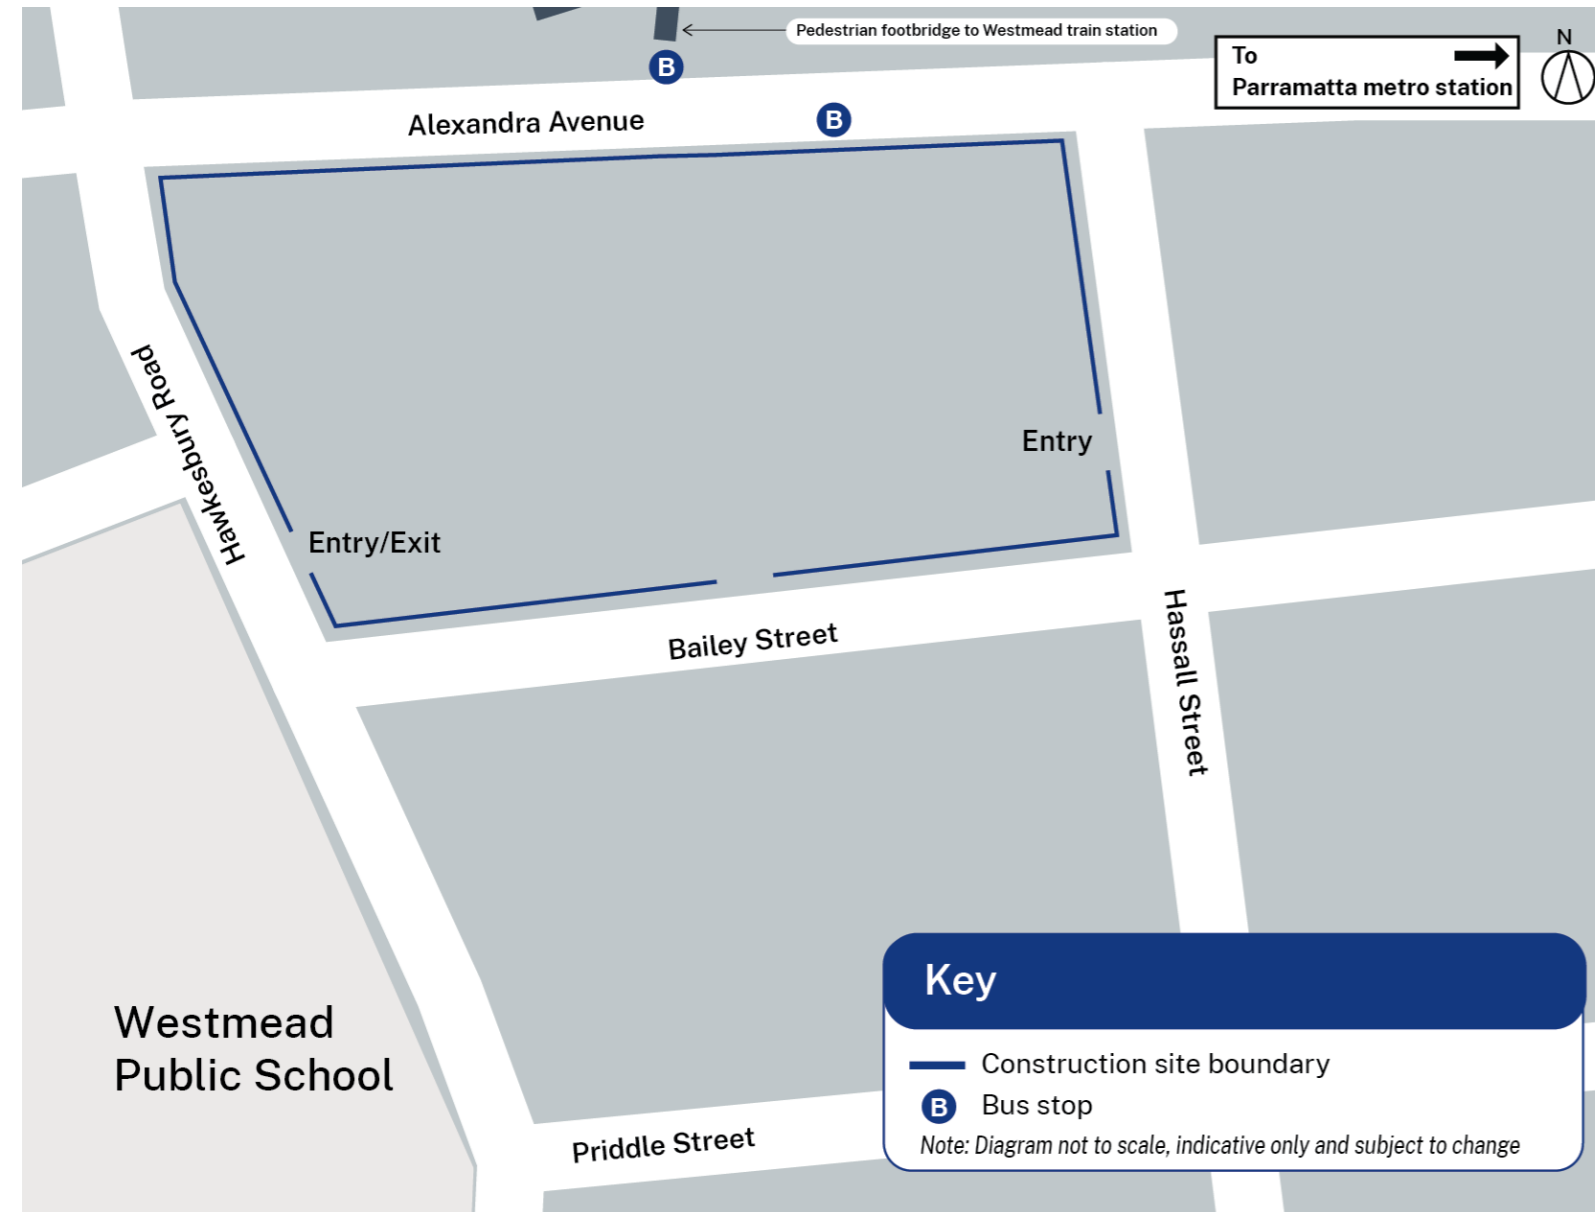 Pedestrian footbridge to Westmead train station
N
To
Parramatta metro station
B
B
Alexandra Avenue
Hawkesbury Road
Entry
Entry/Exit
Bailey Street
Hassall Street
Westmead
Public School
Priddle Street
Key
Construction site boundary
B Bus stop
Note: Diagram not to scale, indicative only and subject to change